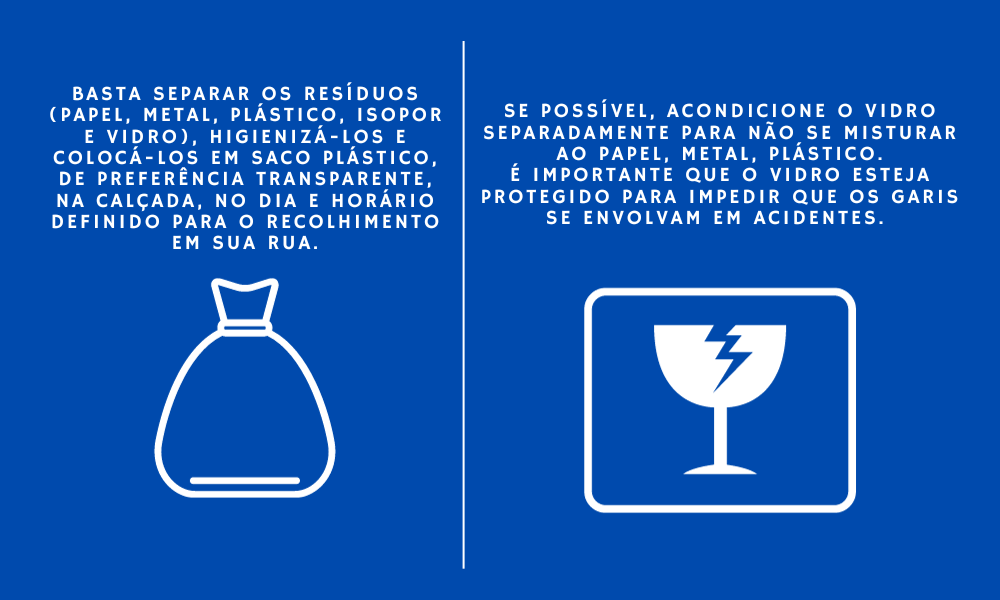 BASTA SEPARAR OS RESÍDUOS
(PAPEL, METAL, PLÁSTICO, ISOPOR
E VIDRO), HIGIENIZÁ-LOS E
COLOCÁ-LOS EM SACO PLÁSTICO,
DE PREFERÊNCIA TRANSPARENTE,
NA CALÇADA, NO DIA E HORÁRIO
DEFINIDO PARA O RECOLHIMENTO
EM SUA RUA.
SE POSSÍVEL, ACONDICIONE O VIDRO
SEPARADAMENTE PARA NÃO SE MISTURAR
AO PAPEL, METAL, PLÁSTICO.
É IMPORTANTE QUE O VIDRO ESTEJA
PROTEGIDO PARA IMPEDIR QUE OS GARIS
SE ENVOLVAM EM ACIDENTES.